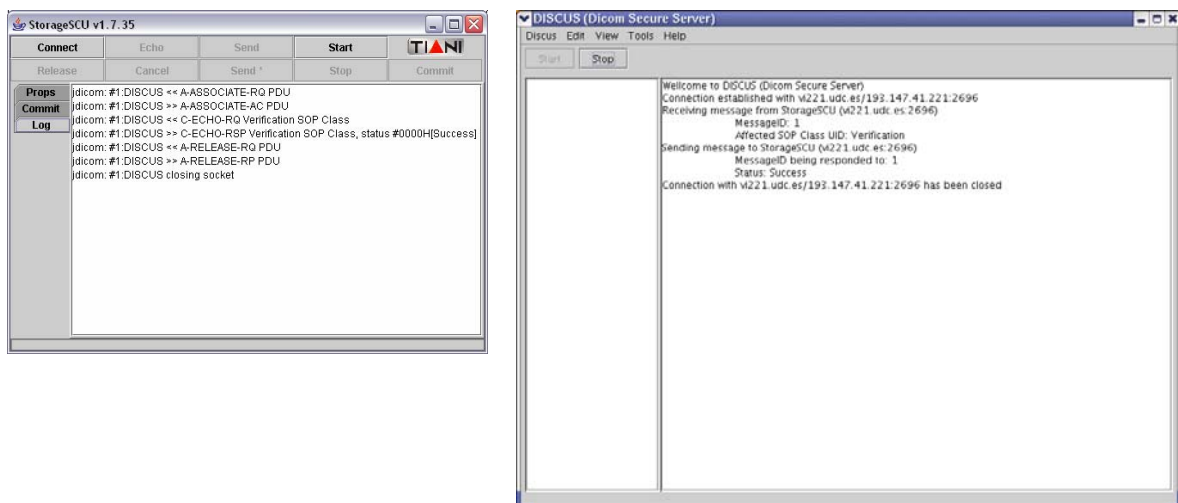 StorageSCU v1.7.35
Connect Echo Send Start TIANI
Release Cancel Send * Stop Commit
Props
Commit
Log
jdicom: #1:DISCUS << A-ASSOCIATE-RQ PDU
jdicom: #1:DISCUS >> A-ASSOCIATE-AC PDU
jdicom: #1:DISCUS << C-ECHO-RQ Verification SOP Class
jdicom: #1:DISCUS >> C-ECHO-RSP Verification SOP Class, status #0000H[Success]
jdicom: #1:DISCUS << A-RELEASE-RQ PDU
jdicom: #1:DISCUS >> A-RELEASE-RP PDU
jdicom: #1:DISCUS closing socket
DISCUS (Dicom Secure Server)
Discus Edit View Tools Help
Start Stop
Wellcome to DISCUS (Dicom Secure Server)
Connection established with vl221.udc.es/193.147.41.221:2696
Receiving message from StorageSCU (vl221.udc.es:2696)
MessageID: 1
Affected SOP Class UID: Verification
Sending message to StorageSCU (vl221.udc.es:2696)
MessageID being responded to: 1
Status: Success
Connection with vl221.udc.es/193.147.41.221:2696 has been closed